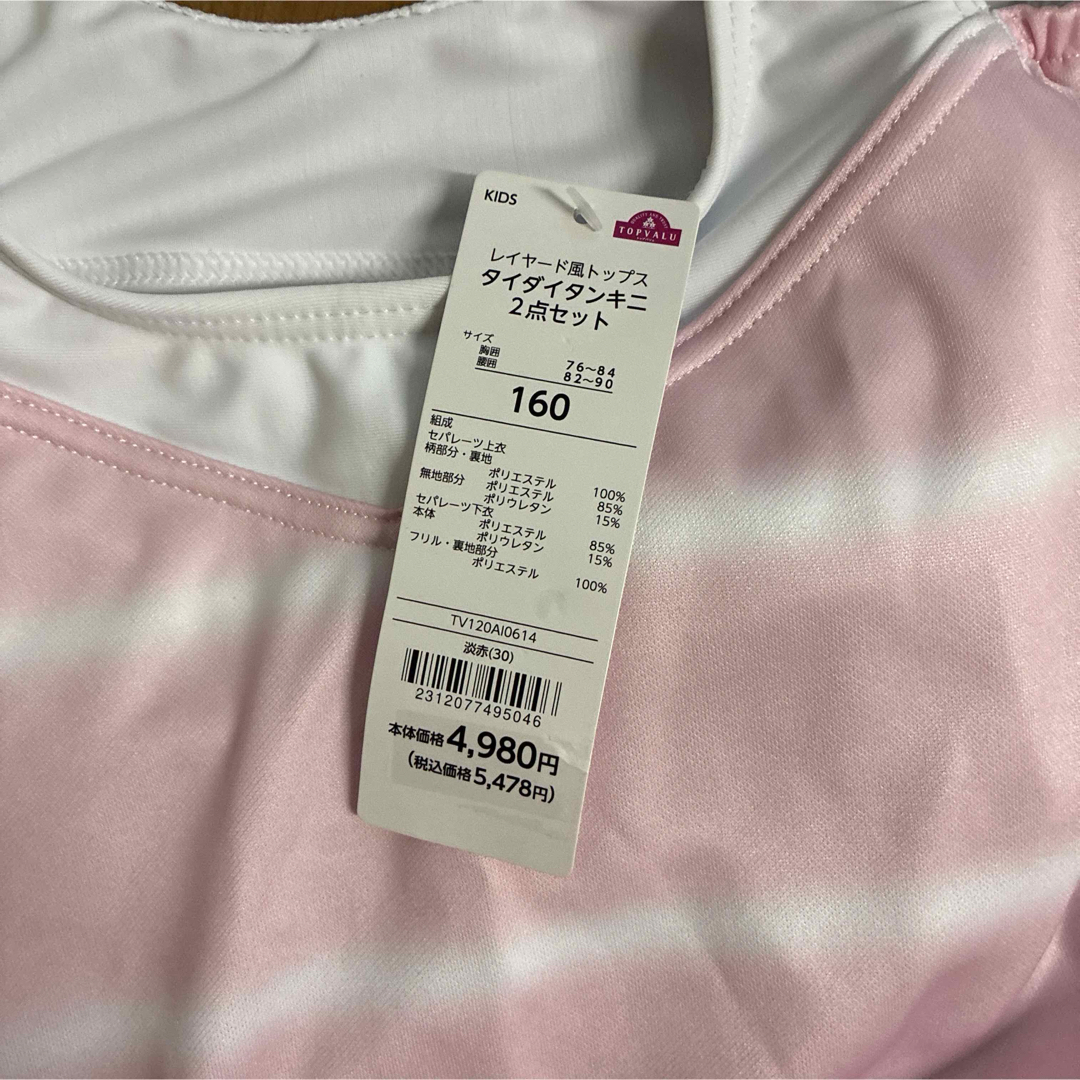 KIDS
TOPVALU
レイヤード風トップス
タイダイタンキニ
2点セット
サイズ
胸囲 76〜84
腰囲 82〜90
160
組成
セパレーツ上衣
柄部分・裏地
ポリエステル 100%
無地部分 ポリエステル 85%
ポリウレタン 15%
セパレーツ下衣
本体 ポリエステル 85%
ポリウレタン 15%
フリル・裏地部分
ポリエステル 100%
TV120AI0614
淡赤(30)
2312077495046
本体価格4,980円
(税込価格5,478円)